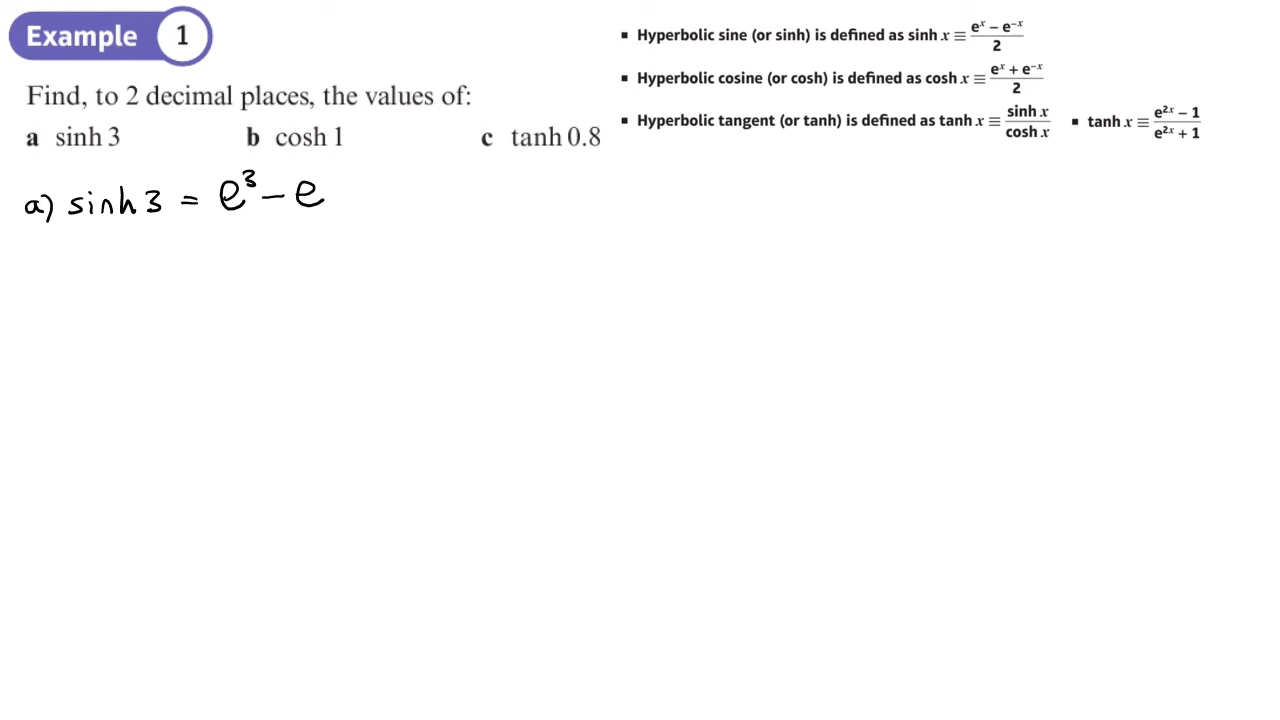 Example 1
Find, to 2 decimal places, the values of:
a sinh 3 b cosh 1 c tanh 0.8
▪ Hyperbolic sine (or sinh) is defined as sinh x ≡ (eˣ − e⁻ˣ)/2
▪ Hyperbolic cosine (or cosh) is defined as cosh x ≡ (eˣ + e⁻ˣ)/2
▪ Hyperbolic tangent (or tanh) is defined as tanh x ≡ sinh x/cosh x ▪ tanh x ≡ (e²ˣ − 1)/(e²ˣ + 1)
a) sinh 3 = e³ − e